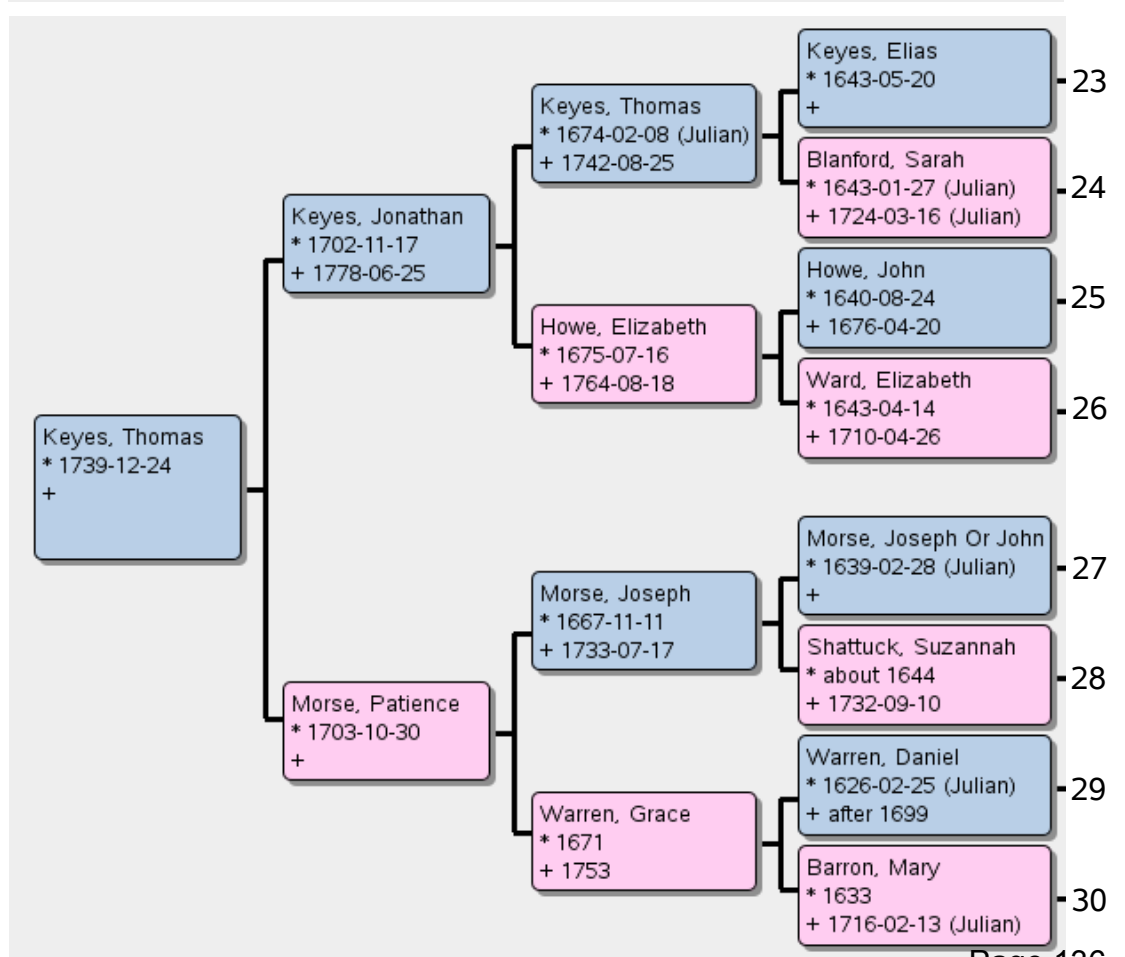 Keyes, Thomas
* 1739-12-24
+
Keyes, Jonathan
* 1702-11-17
+ 1778-06-25
Morse, Patience
* 1703-10-30
+
Keyes, Thomas
* 1674-02-08 (Julian)
+ 1742-08-25
Howe, Elizabeth
* 1675-07-16
+ 1764-08-18
Morse, Joseph
* 1667-11-11
+ 1733-07-17
Warren, Grace
* 1671
+ 1753
Keyes, Elias
* 1643-05-20
+
23
Blanford, Sarah
* 1643-01-27 (Julian)
+ 1724-03-16 (Julian)
24
Howe, John
* 1640-08-24
+ 1676-04-20
25
Ward, Elizabeth
* 1643-04-14
+ 1710-04-26
26
Morse, Joseph Or John
* 1639-02-28 (Julian)
+
27
Shattuck, Suzannah
* about 1644
+ 1732-09-10
28
Warren, Daniel
* 1626-02-25 (Julian)
+ after 1699
29
Barron, Mary
* 1633
+ 1716-02-13 (Julian)
30